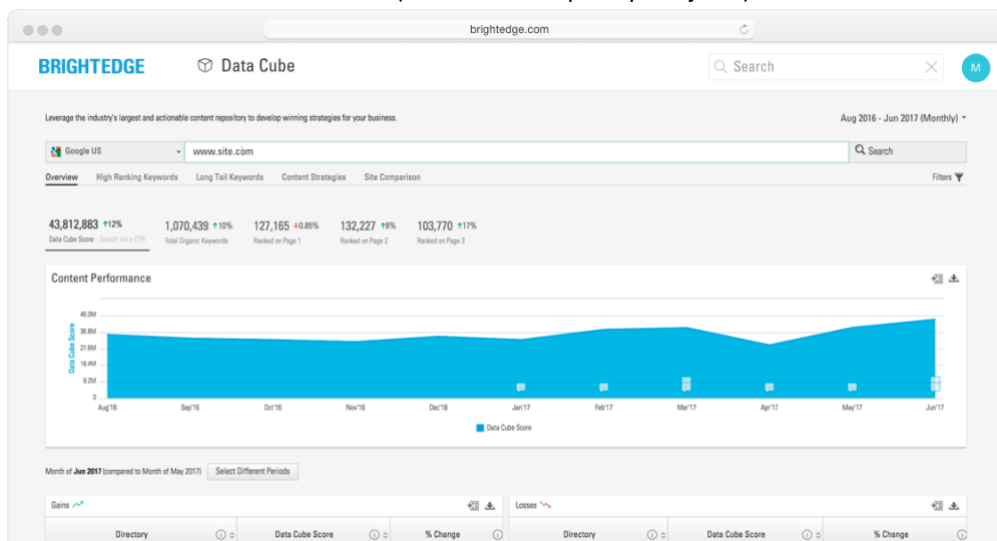 brightedge.com
BRIGHTEDGE Data Cube Search M
Leverage the industry's largest and actionable content repository to develop winning strategies for your business. Aug 2016 - Jun 2017 (Monthly)
Google US www.site.com Search
Overview High Ranking Keywords Long Tail Keywords Content Strategies Site Comparison Filters
43,812,883 12% 1,070,439 10% 127,165 0.85% 132,227 6% 103,770 17%
Data Cube Score - Search Vol x CTR Total Organic Keywords Ranked on Page 1 Ranked on Page 2 Ranked on Page 3
Content Performance
46.0M
36.8M
27.6M
18.4M
9.2M
0
Data Cube Score
Aug'16 Sep'16 Oct'16 Nov'16 Dec'16 Jan'17 Feb'17 Mar'17 Apr'17 May'17 Jun'17
Data Cube Score
Month of Jun 2017 (compared to Month of May 2017) Select Different Periods
Gains Losses
Directory Data Cube Score % Change Directory Data Cube Score % Change